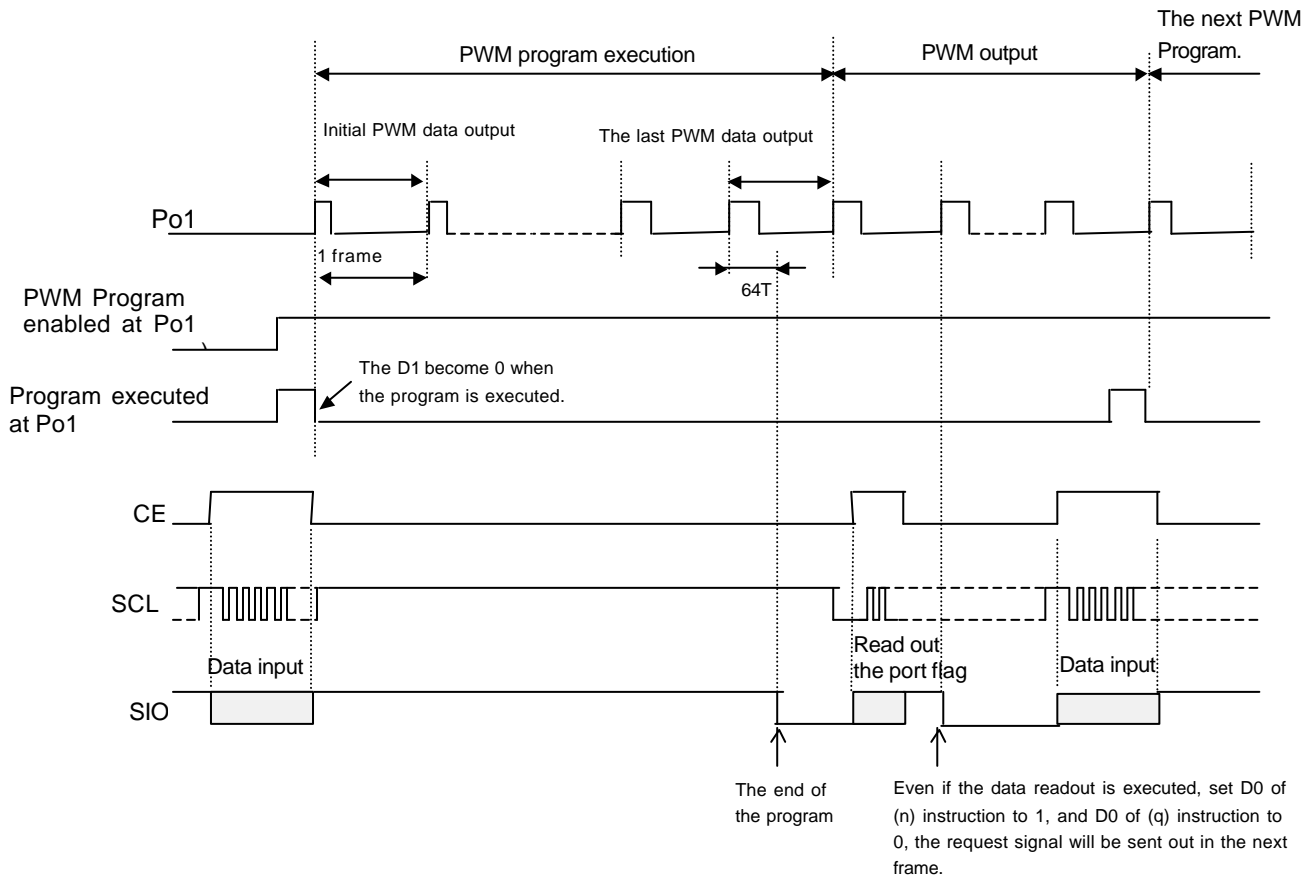 The next PWM
Program.
PWM program execution
PWM output
Initial PWM data output
The last PWM data output
Po1
1 frame
64T
PWM Program
enabled at Po1
The D1 become 0 when
the program is executed.
Program executed
at Po1
CE
SCL
Data input
Read out
the port flag
Data input
SIO
The end of
the program
Even if the data readout is executed, set D0 of
(n) instruction to 1, and D0 of (q) instruction to
0, the request signal will be sent out in the next
frame.